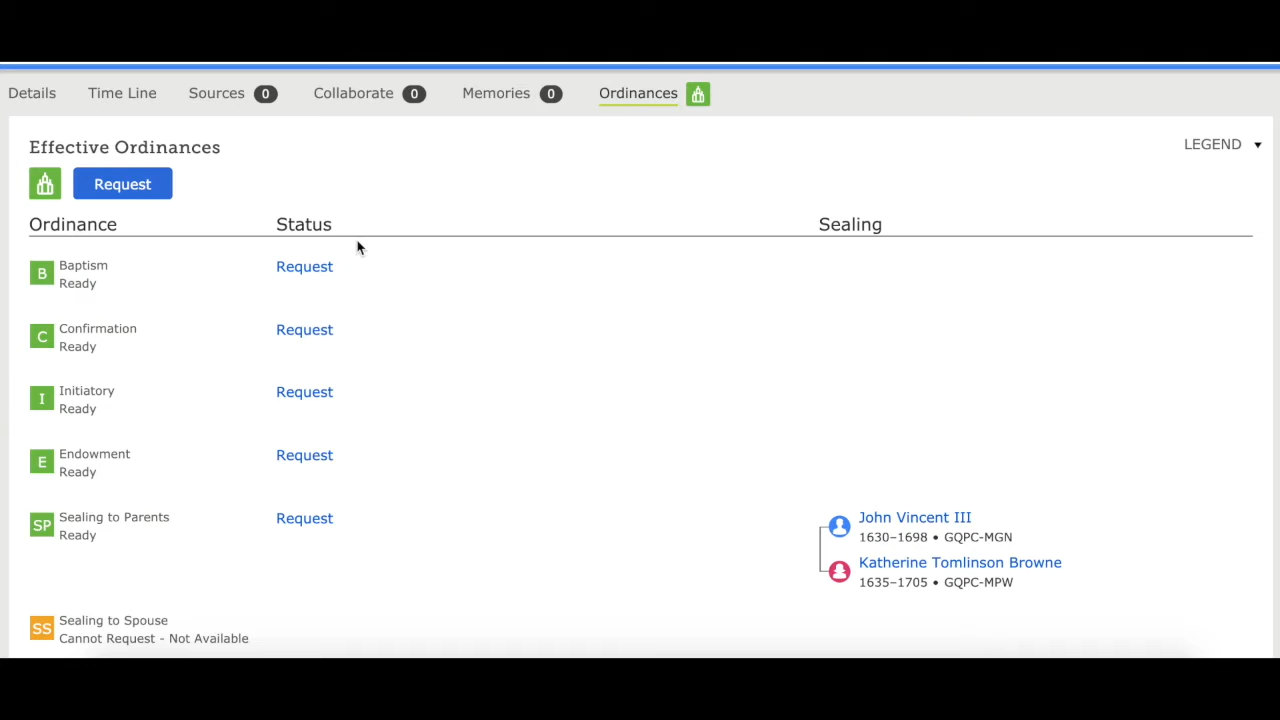 Details Time Line Sources 0 Collaborate 0 Memories 0 Ordinances
Effective Ordinances
LEGEND
Request
Ordinance Status Sealing
B Baptism Request
Ready
C Confirmation Request
Ready
I Initiatory Request
Ready
E Endowment Request
Ready
SP Sealing to Parents Request John Vincent III
Ready 1630–1698 • GQPC-MGN
Katherine Tomlinson Browne
1635–1705 • GQPC-MPW
SS Sealing to Spouse
Cannot Request - Not Available